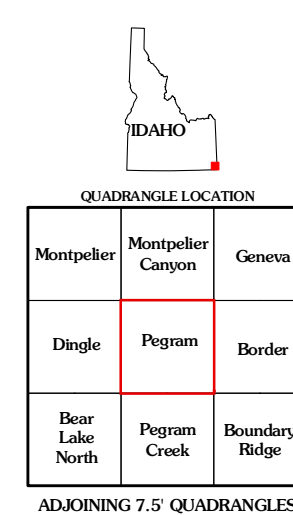 IDAHO
QUADRANGLE LOCATION
Montpelier
Montpelier
Canyon
Geneva
Dingle
Pegram
Border
Bear
Lake
North
Pegram
Creek
Boundary
Ridge
ADJOINING 7.5' QUADRANGLES